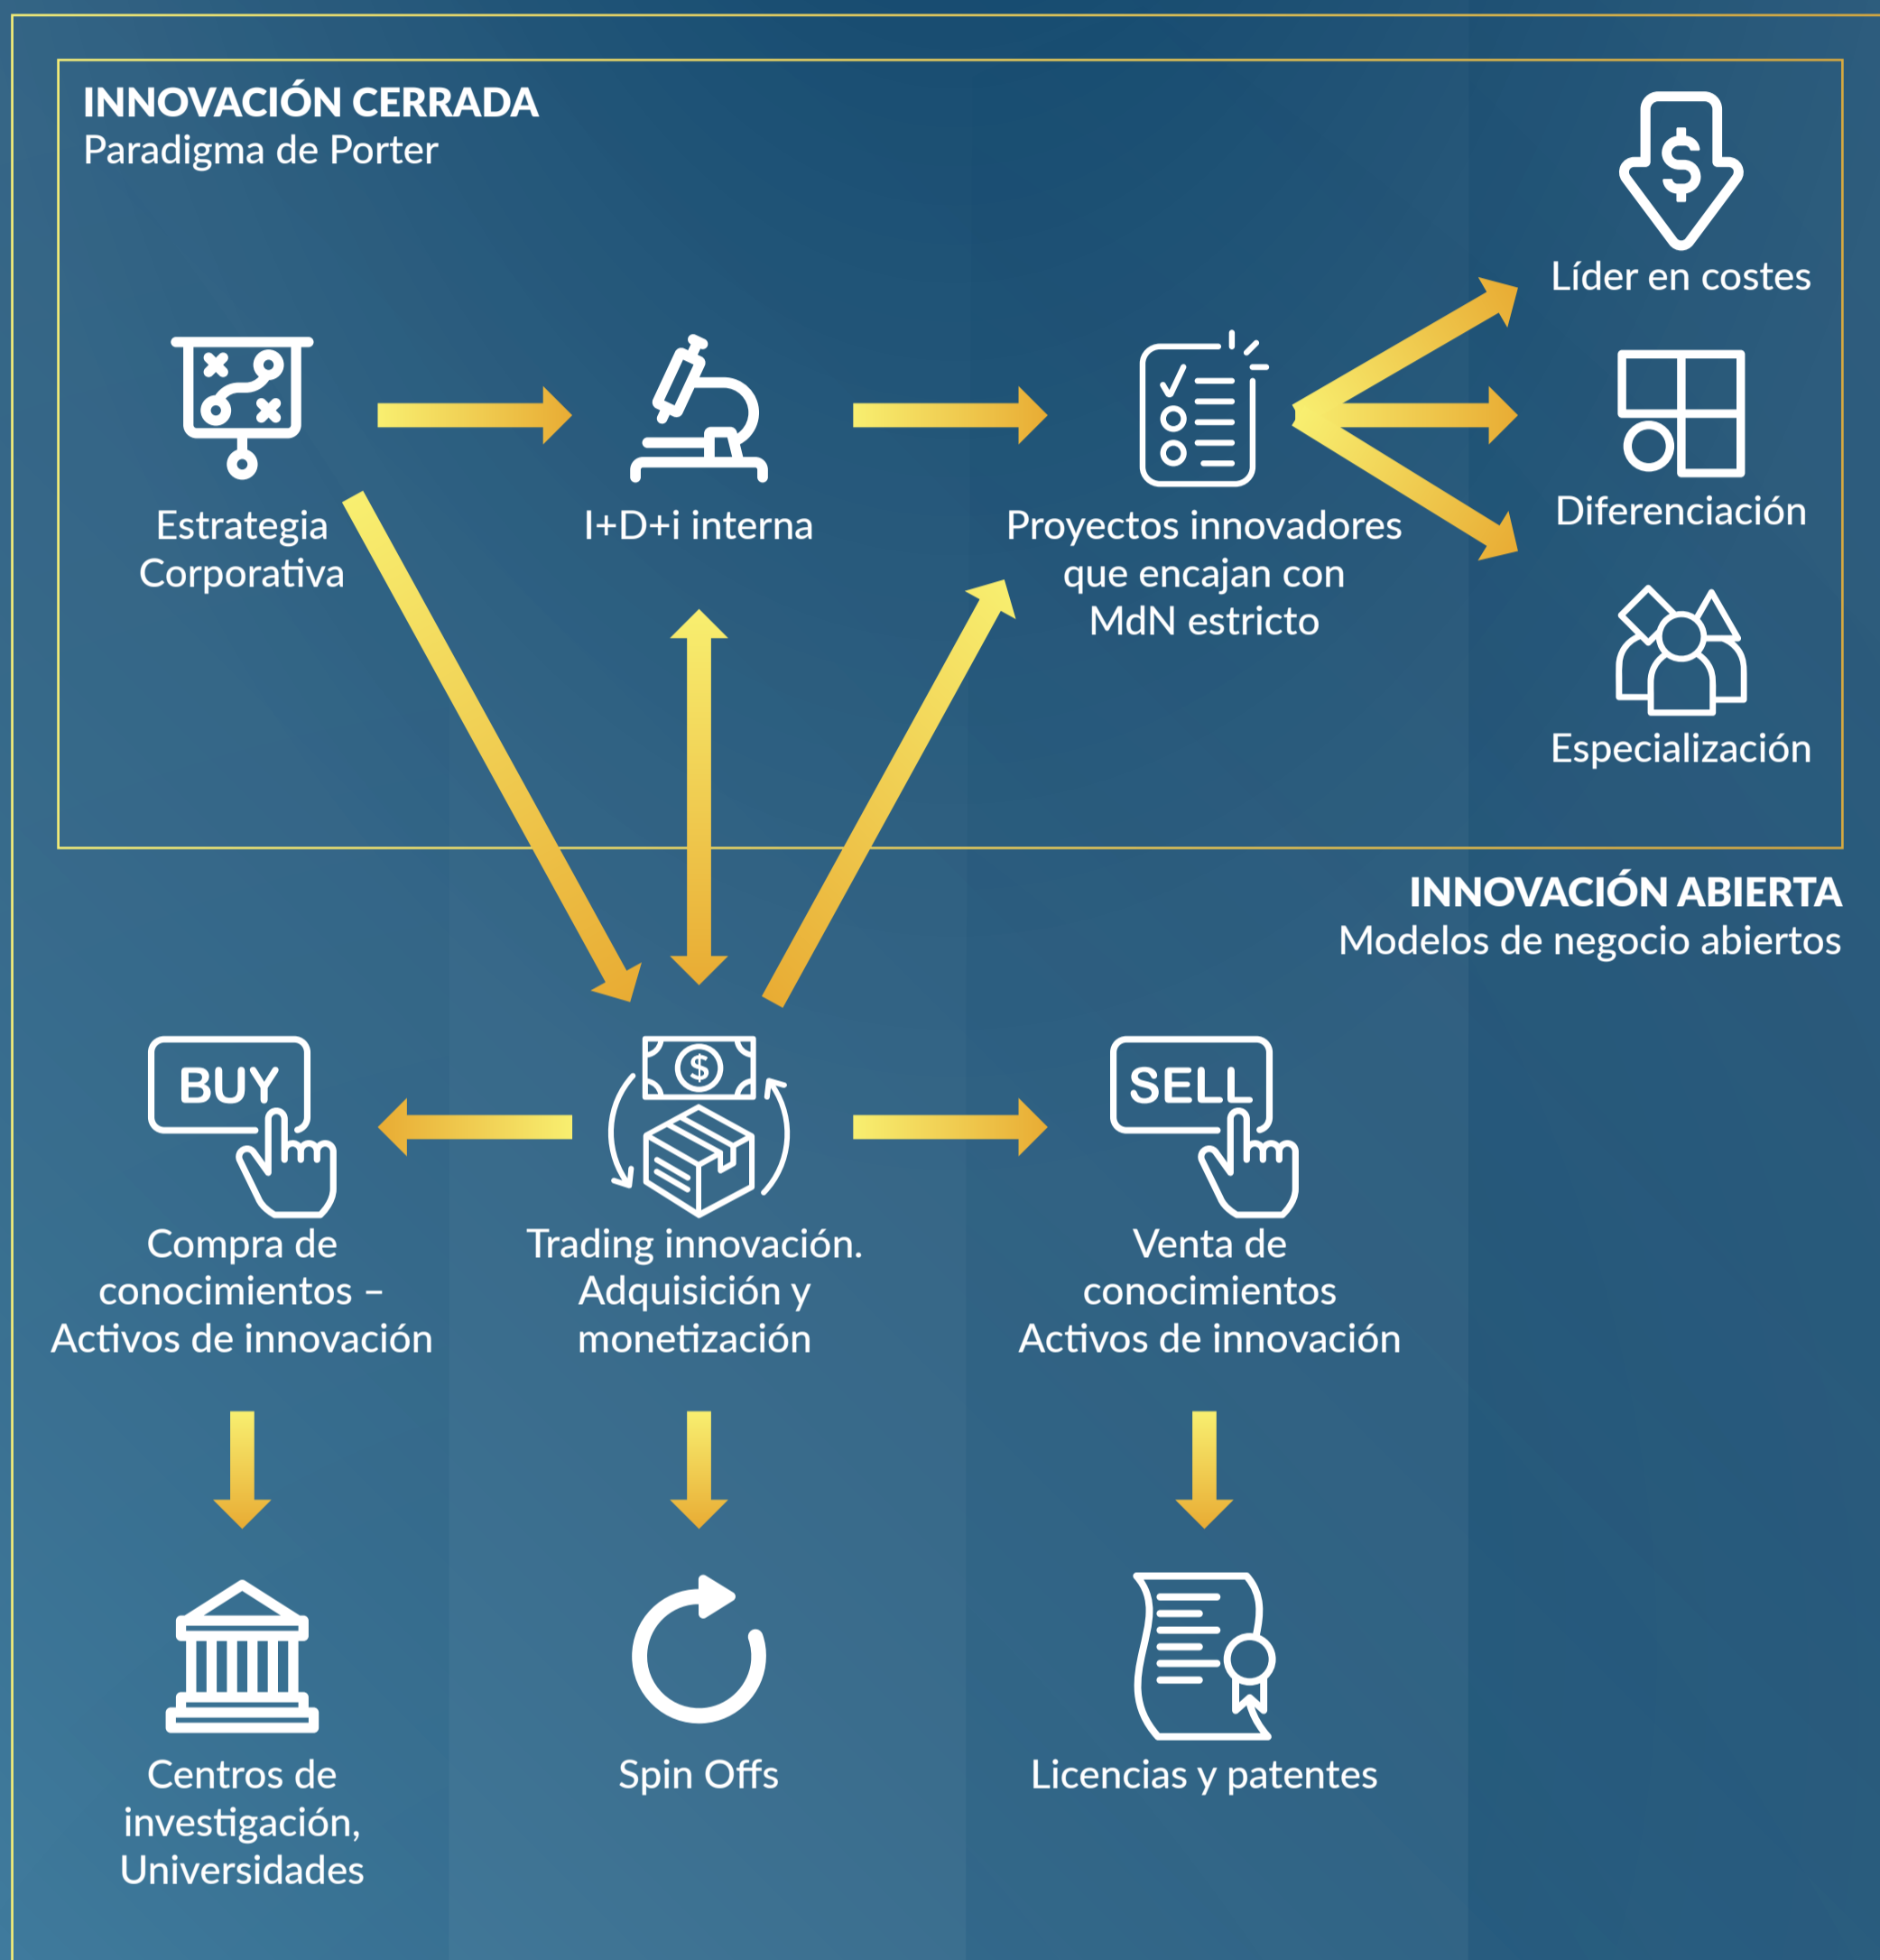 INNOVACIÓN CERRADA
Paradigma de Porter
$
Líder en costes
Estrategia
Corporativa
I+D+i interna
Proyectos innovadores
que encajan con
MdN estricto
Diferenciación
Especialización
INNOVACIÓN ABIERTA
Modelos de negocio abiertos
BUY
Compra de
conocimientos –
Activos de innovación
$
Trading innovación.
Adquisición y
monetización
SELL
Venta de
conocimientos
Activos de innovación
Centros de
investigación,
Universidades
Spin Offs
Licencias y patentes